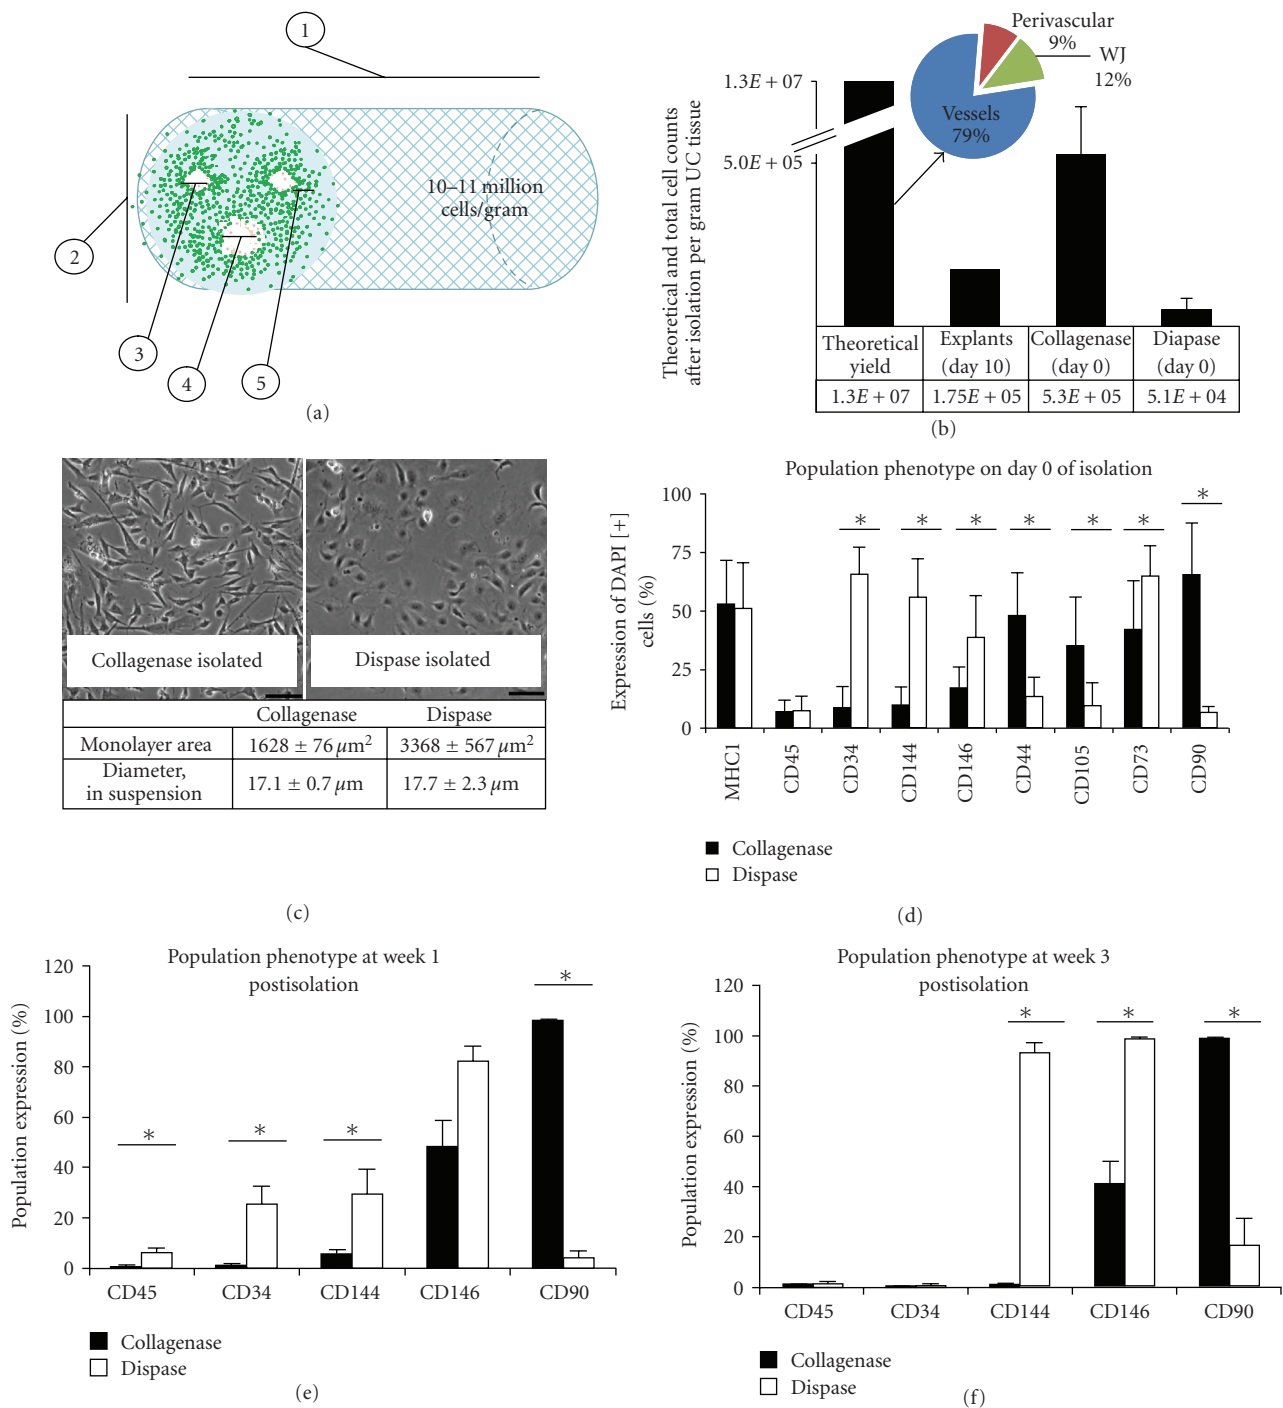 1
2
3
4
5
10–11 million
cells/gram
(a)
Perivascular
9%
WJ
12%
Vessels
79%
Theoretical and total cell counts
after isolation per gram UC tissue
1.3E + 07
5.0E + 05
Theoretical yield | Explants (day 10) | Collagenase (day 0) | Diapase (day 0)
1.3E + 07 | 1.75E + 05 | 5.3E + 05 | 5.1E + 04
(b)
Collagenase isolated
Dispase isolated
Collagenase | Dispase
Monolayer area | 1628 ± 76 μm² | 3368 ± 567 μm²
Diameter, in suspension | 17.1 ± 0.7 μm | 17.7 ± 2.3 μm
(c)
Population phenotype on day 0 of isolation
Expression of DAPI [+]
cells (%)
100
75
50
25
0
* * * * * * *
MHC1 CD45 CD34 CD144 CD146 CD44 CD105 CD73 CD90
Collagenase
Dispase
(d)
Population phenotype at week 1
postisolation
Population expression (%)
120
100
80
60
40
20
0
* * * *
CD45 CD34 CD144 CD146 CD90
Collagenase
Dispase
(e)
Population phenotype at week 3
postisolation
Population expression (%)
120
100
80
60
40
20
0
* * *
CD45 CD34 CD144 CD146 CD90
Collagenase
Dispase
(f)